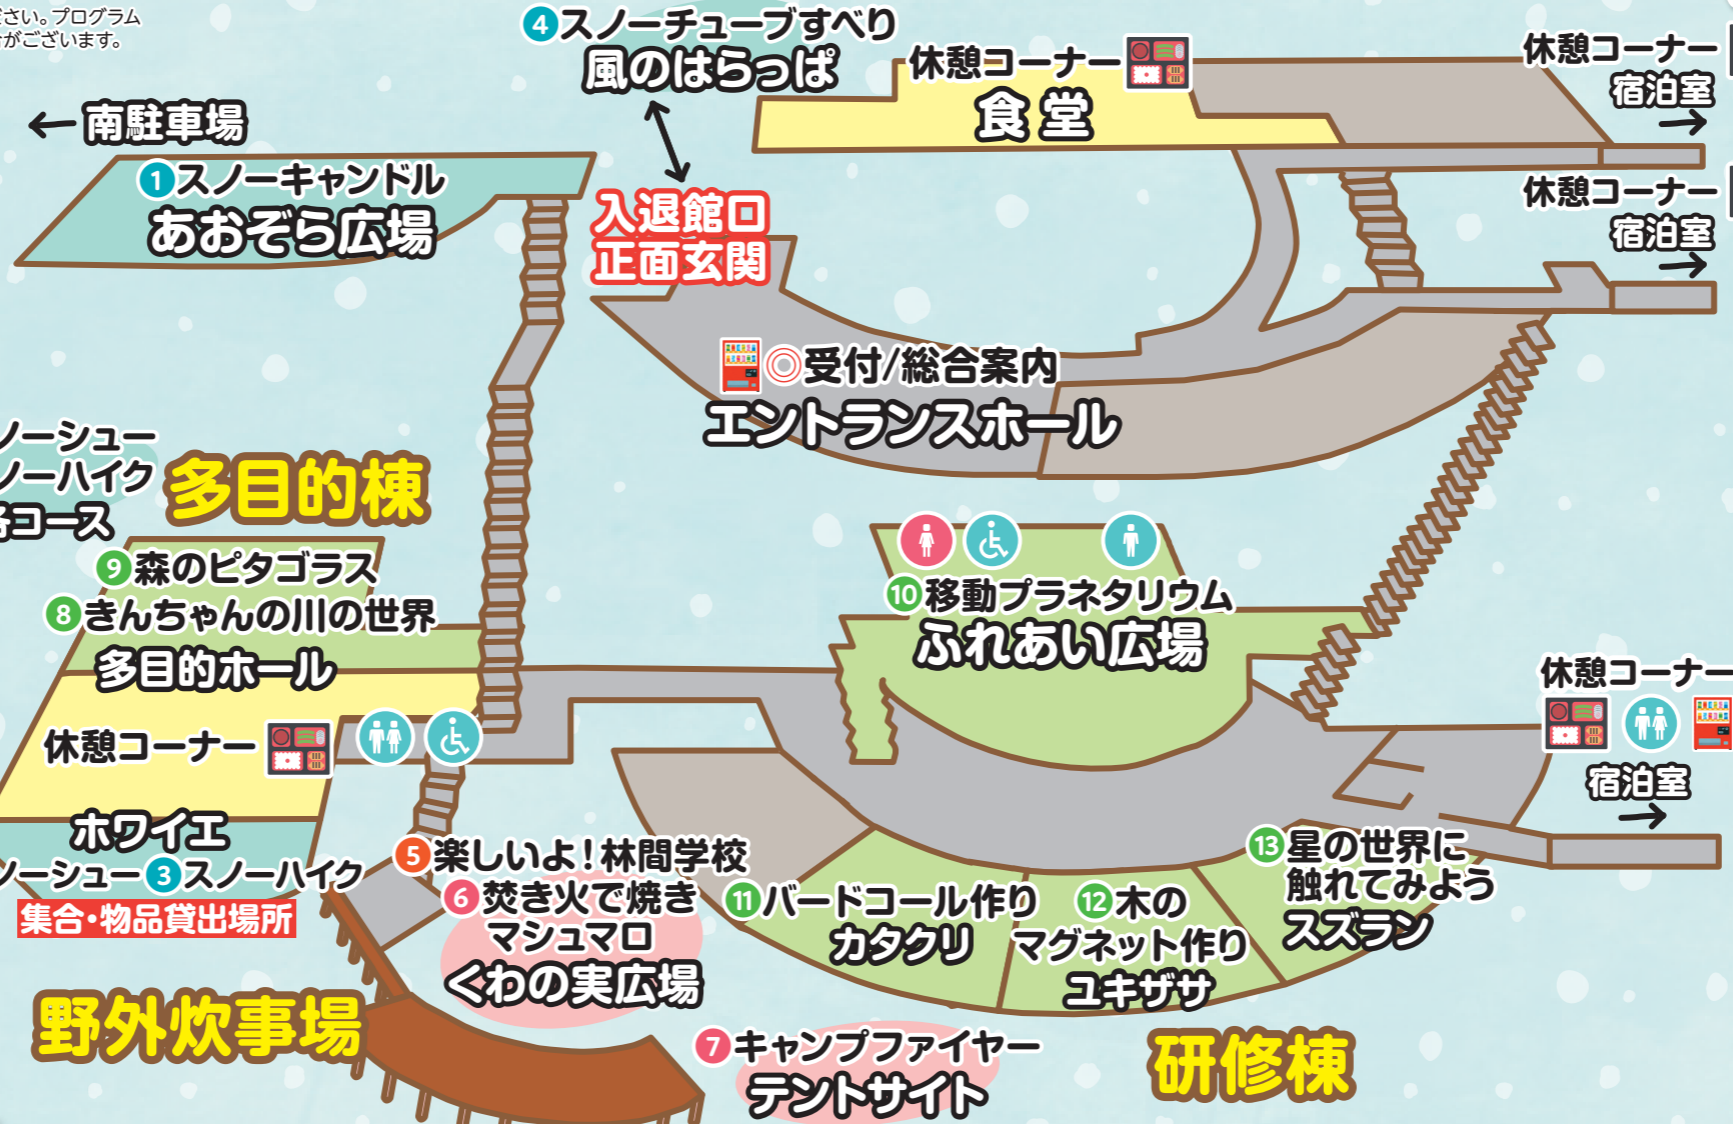 ださい。プログラム
がございます。
4 スノーチューブすべり
風のはらっぱ
休憩コーナー
食堂
休憩コーナー
宿泊室
→
← 南駐車場
1 スノーキャンドル
あおぞら広場
入退館口
正面玄関
休憩コーナー
宿泊室
→
◎受付/総合案内
エントランスホール
ノーシュー
ノーハイク
コース
多目的棟
9 森のピタゴラス
8 きんちゃんの川の世界
多目的ホール
休憩コーナー
10 移動プラネタリウム
ふれあい広場
休憩コーナー
宿泊室
→
ホワイエ
ノーシュー 3 スノーハイク
集合・物品貸出場所
5 楽しいよ!林間学校
6 焚き火で焼き
マシュマロ
くわの実広場
11 バードコール作り
カタクリ
12 木の
マグネット作り
ユキザサ
13 星の世界に
触れてみよう
スズラン
野外炊事場
7 キャンプファイヤー
テントサイト
研修棟